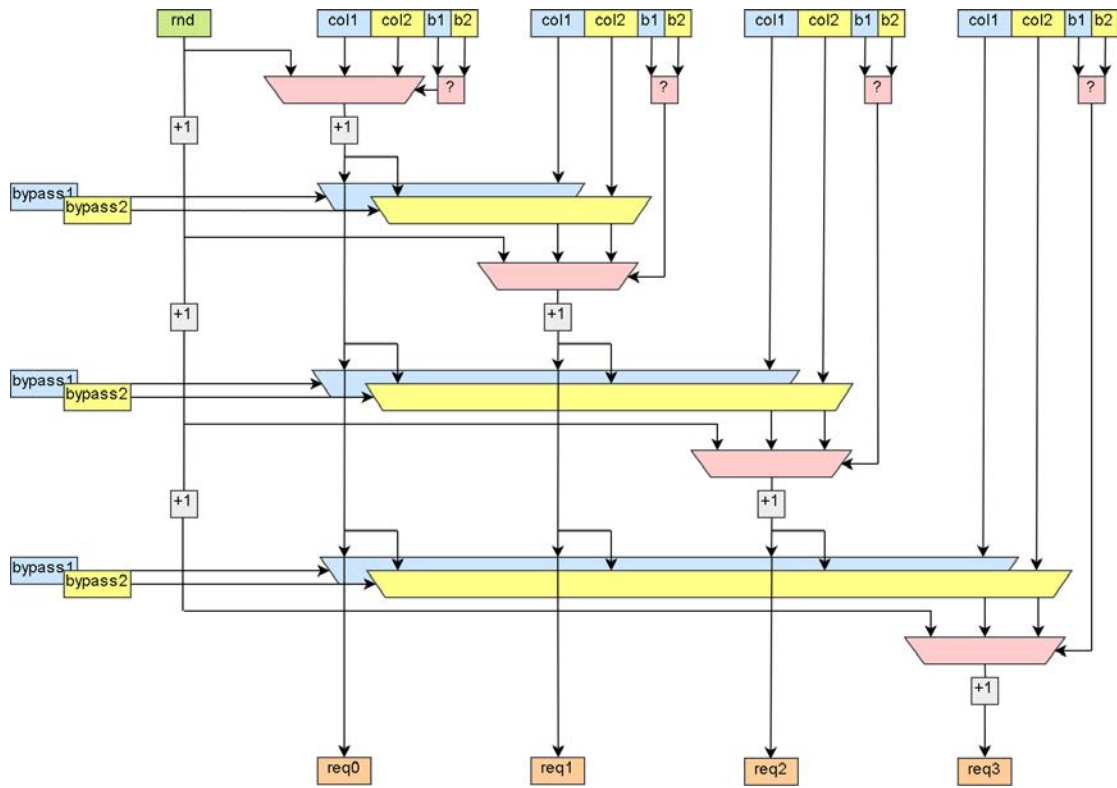 rnd col1 col2 b1 b2 col1 col2 b1 b2 col1 col2 b1 b2 col1 col2 b1 b2
? ? ? ?
+1 +1
bypass1
bypass2
+1 +1
bypass1
bypass2
+1 +1
bypass1
bypass2
+1
req0 req1 req2 req3